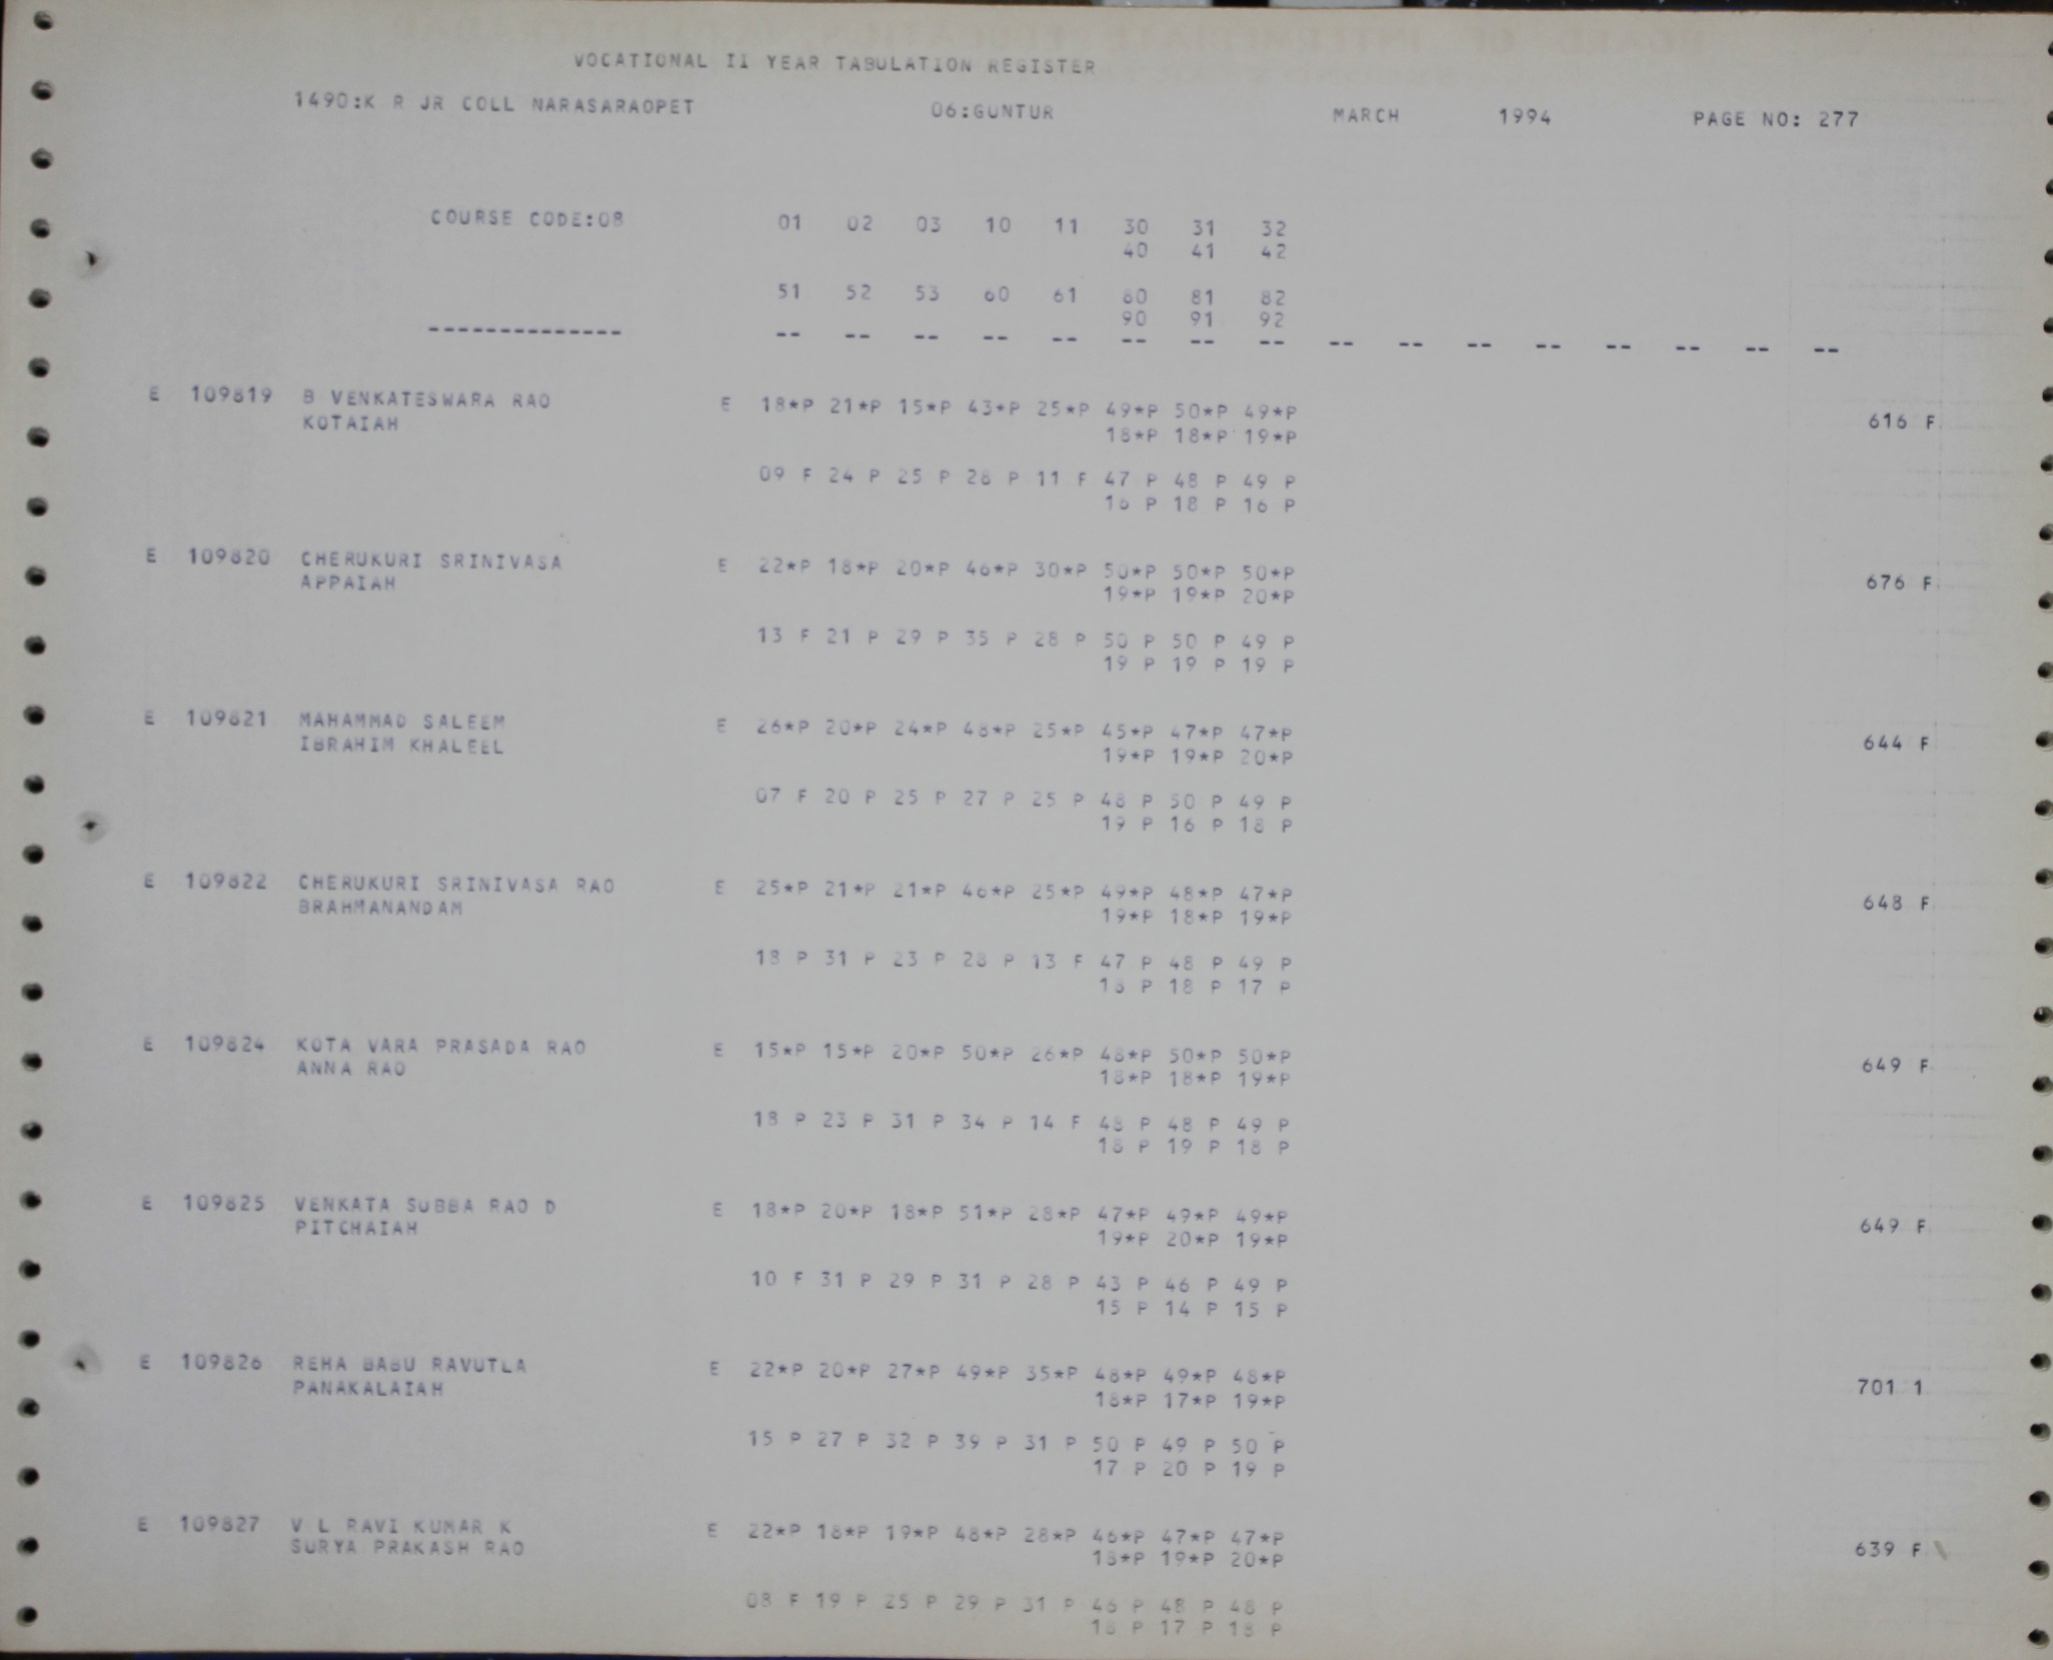 VOCATIONAL II YEAR TABULATION REGISTER
1490:K R JR COLL NARASARAOPET 06:GUNTUR MARCH 1994 PAGE NO: 277
COURSE CODE:08 01 02 03 10 11 30 31 32
40 41 42
51 52 53 60 61 80 81 82
90 91 92
-------------- -- -- -- -- -- -- -- -- -- -- -- -- -- -- -- --
E 109819 B VENKATESWARA RAO E 18*P 21*P 15*P 43*P 25*P 49*P 50*P 49*P
KOTAIAH 18*P 18*P 19*P 616 F
09 F 24 P 25 P 28 P 11 F 47 P 48 P 49 P
16 P 18 P 16 P
E 109820 CHERUKURI SRINIVASA E 22*P 18*P 20*P 46*P 30*P 50*P 50*P 50*P
APPAIAH 19*P 19*P 20*P 676 F
13 F 21 P 29 P 35 P 28 P 50 P 50 P 49 P
19 P 19 P 19 P
E 109821 MAHAMMAD SALEEM E 26*P 20*P 24*P 48*P 25*P 45*P 47*P 47*P
IBRAHIM KHALEEL 19*P 19*P 20*P 644 F
07 F 20 P 25 P 27 P 25 P 48 P 50 P 49 P
19 P 16 P 18 P
E 109822 CHERUKURI SRINIVASA RAO E 25*P 21*P 21*P 46*P 25*P 49*P 48*P 47*P
BRAHMANANDAM 19*P 18*P 19*P 648 F
18 P 31 P 23 P 28 P 13 F 47 P 48 P 49 P
18 P 18 P 17 P
E 109824 KOTA VARA PRASADA RAO E 15*P 15*P 20*P 50*P 26*P 48*P 50*P 50*P
ANNA RAO 18*P 18*P 19*P 649 F
18 P 23 P 31 P 34 P 14 F 48 P 48 P 49 P
18 P 19 P 18 P
E 109825 VENKATA SUBBA RAO D E 18*P 20*P 18*P 51*P 28*P 47*P 49*P 49*P
PITCHAIAH 19*P 20*P 19*P 649 F
10 F 31 P 29 P 31 P 28 P 43 P 46 P 49 P
15 P 14 P 15 P
E 109826 REHA BABU RAVUTLA E 22*P 20*P 27*P 49*P 35*P 48*P 49*P 48*P
PANAKALAIAH 18*P 17*P 19*P 701 1
15 P 27 P 32 P 39 P 31 P 50 P 49 P 50 P
17 P 20 P 19 P
E 109827 V L RAVI KUMAR K E 22*P 18*P 19*P 48*P 28*P 46*P 47*P 47*P
SURYA PRAKASH RAO 18*P 19*P 20*P 639 F
08 F 19 P 25 P 29 P 31 P 46 P 48 P 48 P
18 P 17 P 18 P